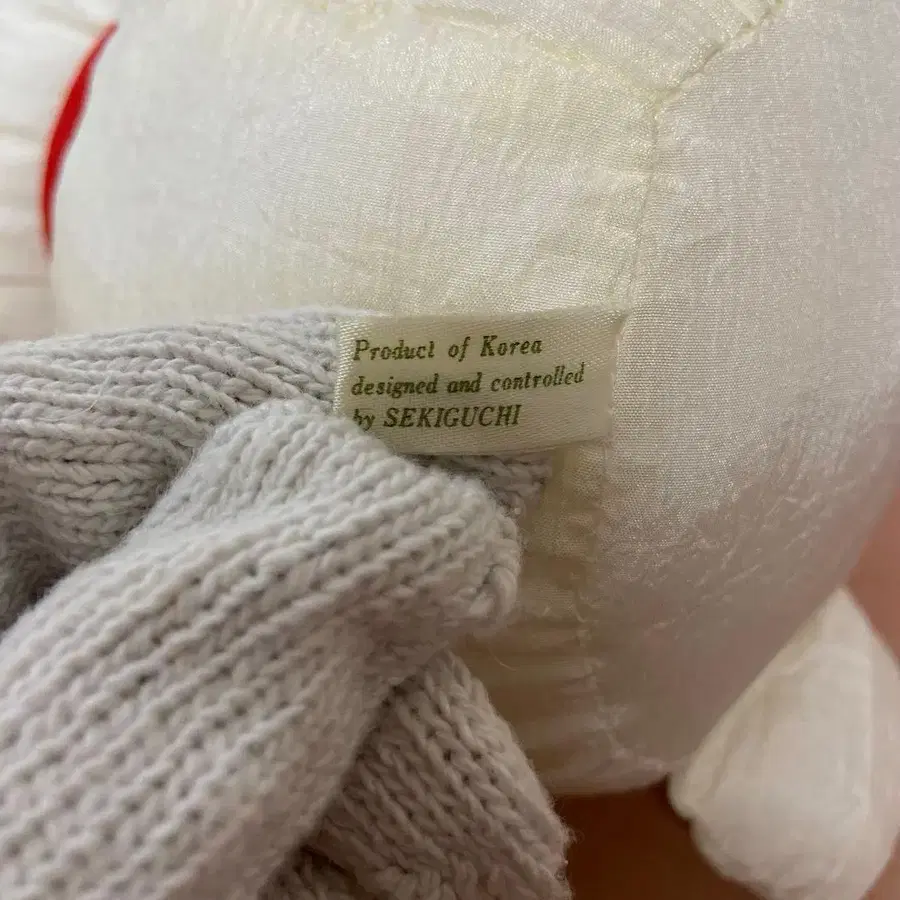 Product of Korea
designed and controlled
by SEKIGUCHI